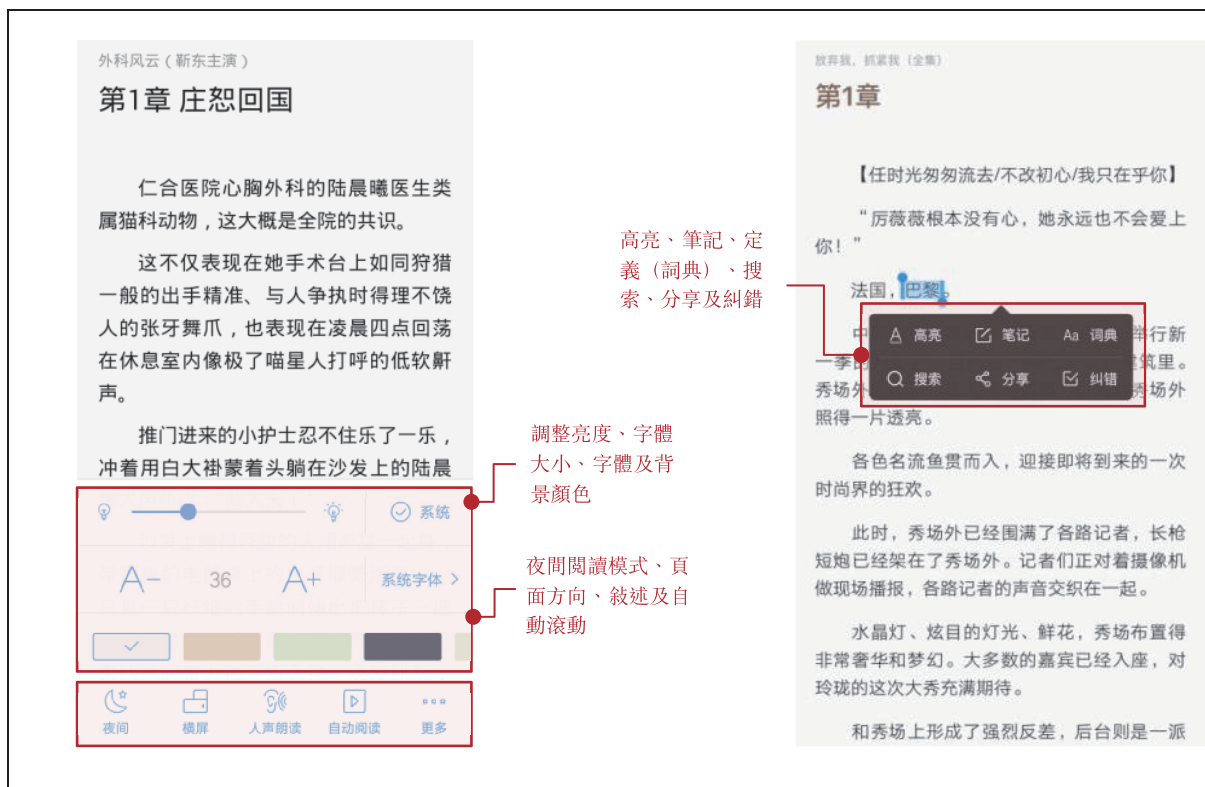 外科风云（靳东主演）
第1章 庄恕回国
仁合医院心胸外科的陆晨曦医生类
属猫科动物，这大概是全院的共识。
这不仅表现在她手术台上如同狩猎
一般的出手精准、与人争执时得理不饶
人的张牙舞爪，也表现在凌晨四点回荡
在休息室内像极了喵星人打呼的低软鼾
声。
推门进来的小护士忍不住乐了一乐，
冲着用白大褂蒙着头躺在沙发上的陆晨
系统
A- 36 A+ 系统字体 >
夜间 横屏 人声朗读 自动阅读 更多
調整亮度、字體
大小、字體及背
景顏色
夜間閱讀模式、頁
面方向、敍述及自
動滾動
高亮、筆記、定
義（詞典）、搜
索、分享及糾錯
放弃我，抓紧我（全集）
第1章
【任时光匆匆流去/不改初心/我只在乎你】
“厉薇薇根本没有心，她永远也不会爱上
你！”
法国，巴黎。
中 举行新
一季的 建筑里。
秀场外 秀场外
照得一片透亮。
A 高亮 笔记 Aa 词典
搜索 分享 纠错
各色名流鱼贯而入，迎接即将到来的一次
时尚界的狂欢。
此时，秀场外已经围满了各路记者，长枪
短炮已经架在了秀场外。记者们正对着摄像机
做现场播报，各路记者的声音交织在一起。
水晶灯、炫目的灯光、鲜花，秀场布置得
非常奢华和梦幻。大多数的嘉宾已经入座，对
玲珑的这次大秀充满期待。
和秀场上形成了强烈反差，后台则是一派